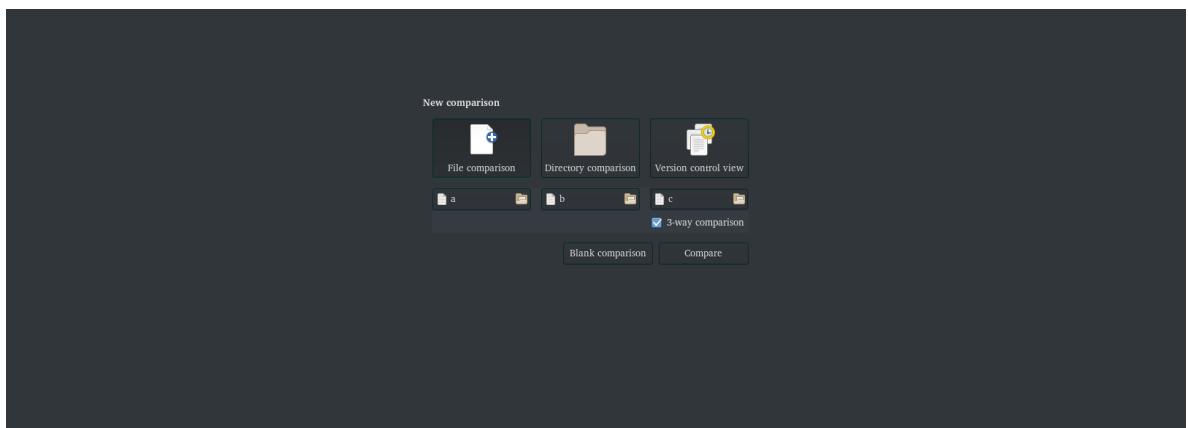 New comparison
File comparison
Directory comparison
Version control view
a
b
c
3-way comparison
Blank comparison
Compare